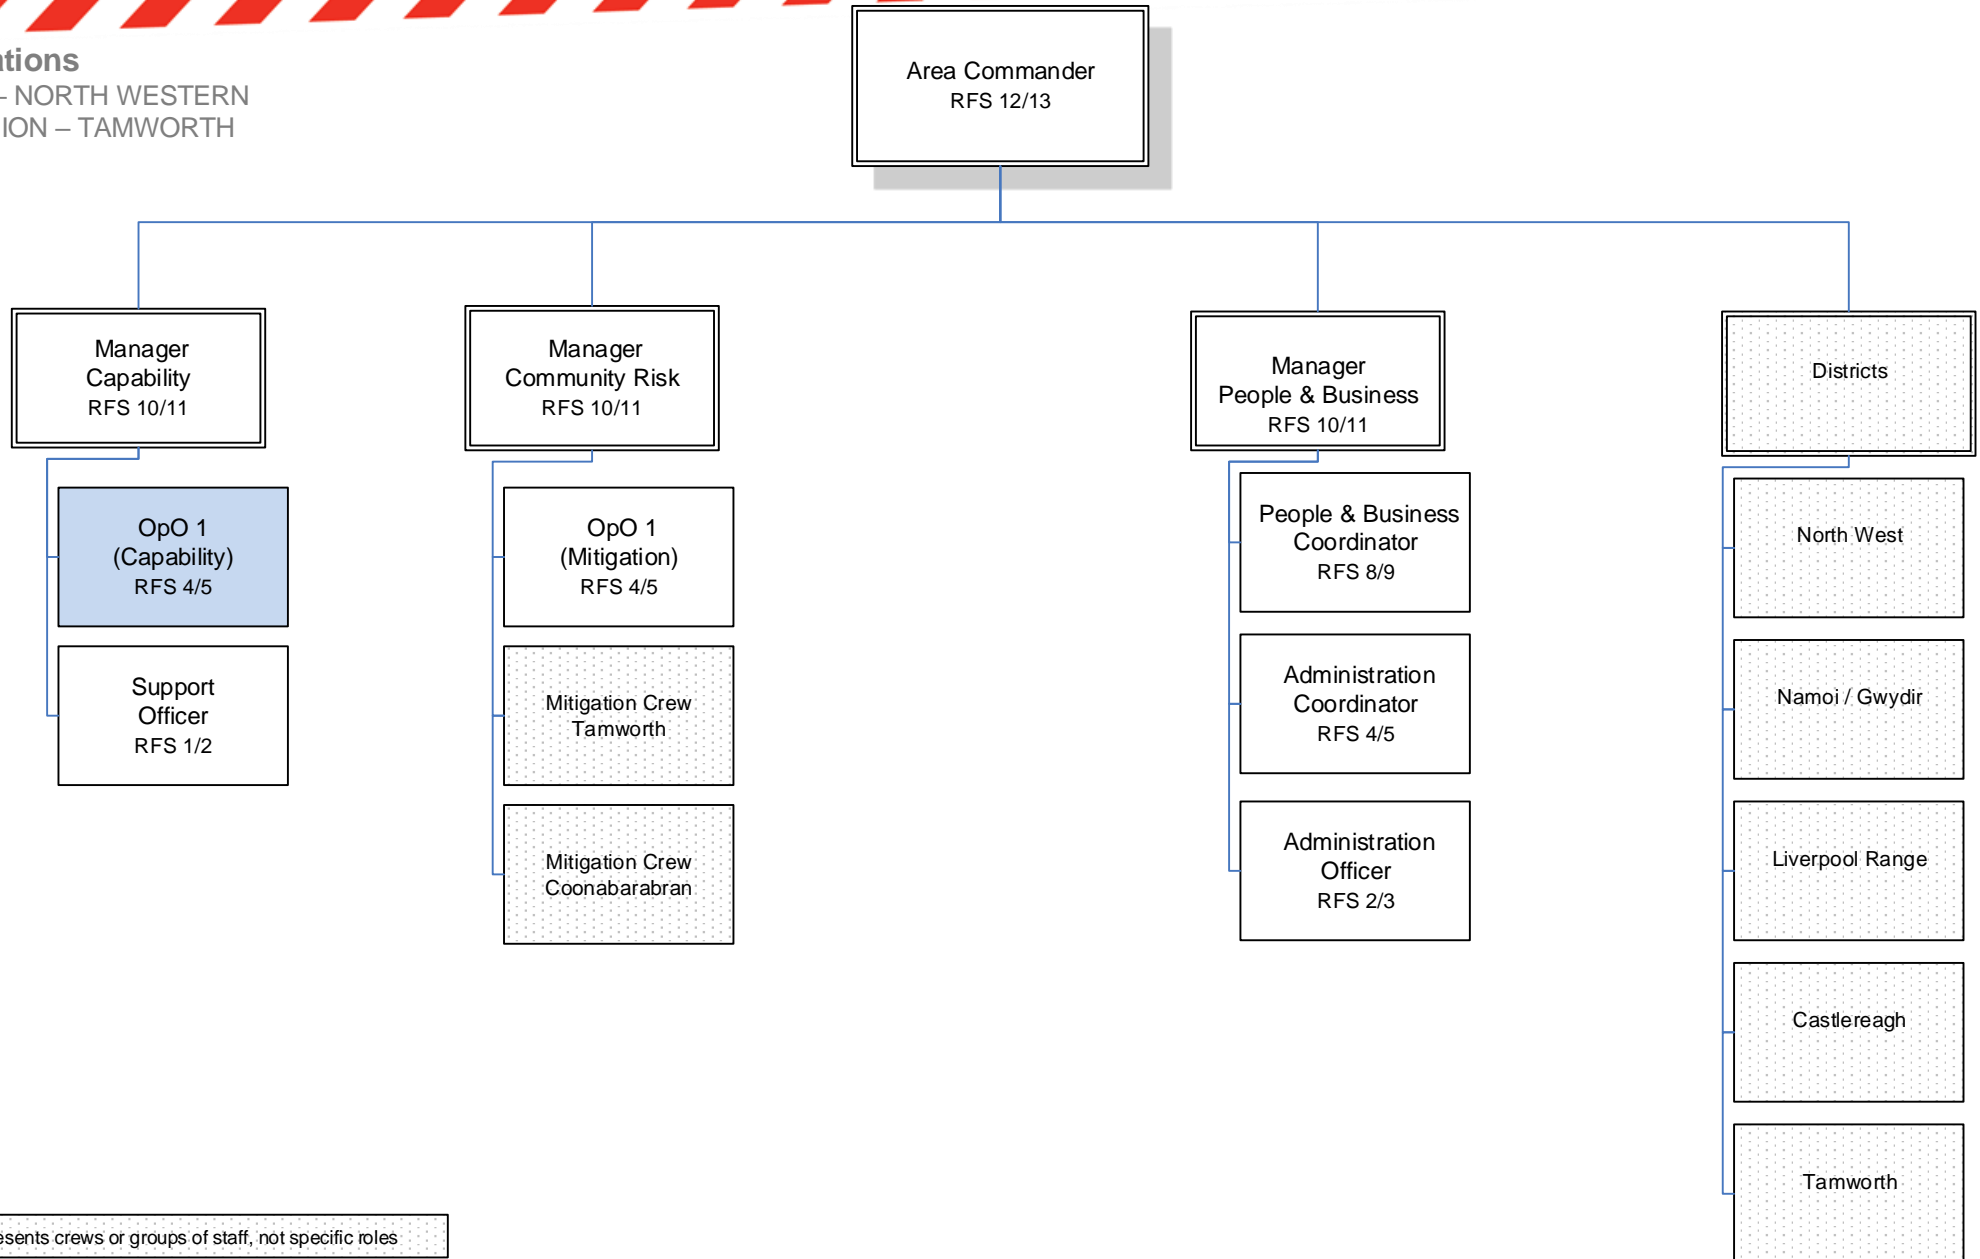 – NORTH WESTERN
– TAMWORTH
Area Commander
RFS 12/13
Manager
Capability
RFS 10/11
Manager
Community Risk
RFS 10/11
Manager
People & Business
RFS 10/11
Districts
OpO 1
(Capability)
RFS 4/5
Support
Officer
RFS 1/2
OpO 1
(Mitigation)
RFS 4/5
Mitigation Crew
Tamworth
Mitigation Crew
Coonabarabran
People & Business
Coordinator
RFS 8/9
Administration
Coordinator
RFS 4/5
Administration
Officer
RFS 2/3
North West
Namoi / Gwydir
Liverpool Range
Castlereagh
Tamworth
crews or groups of staff, not specific roles